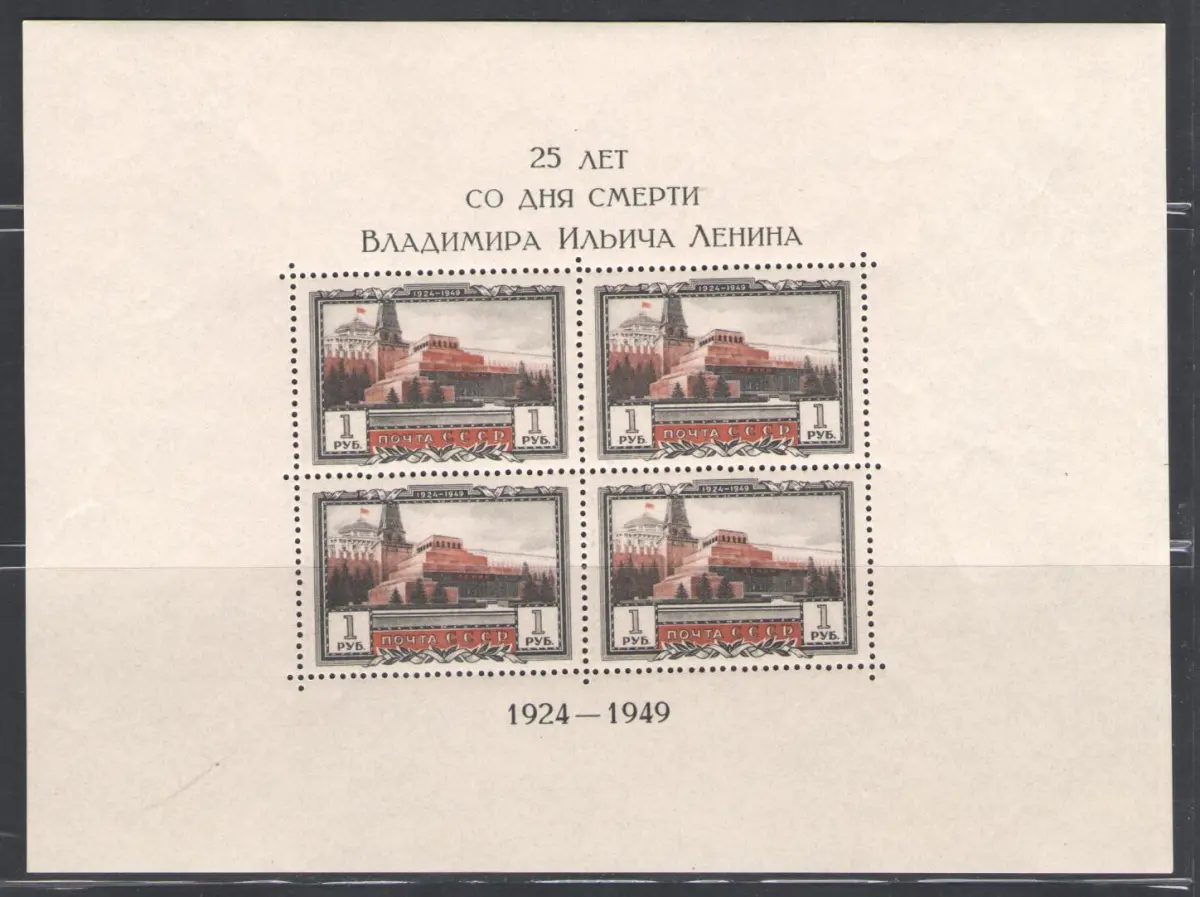 25 ЛЕТ
СО ДНЯ СМЕРТИ
ВЛАДИМИРА ИЛЬИЧА ЛЕНИНА
1924-1949
1924-1949
ЛЕНИН
1 РУБ.
ПОЧТА СССР
1 РУБ.
1 РУБ.
ПОЧТА СССР
1 РУБ.
1924-1949
1924-1949
ЛЕНИН
1 РУБ.
ПОЧТА СССР
1 РУБ.
1 РУБ.
ПОЧТА СССР
1 РУБ.
1924—1949